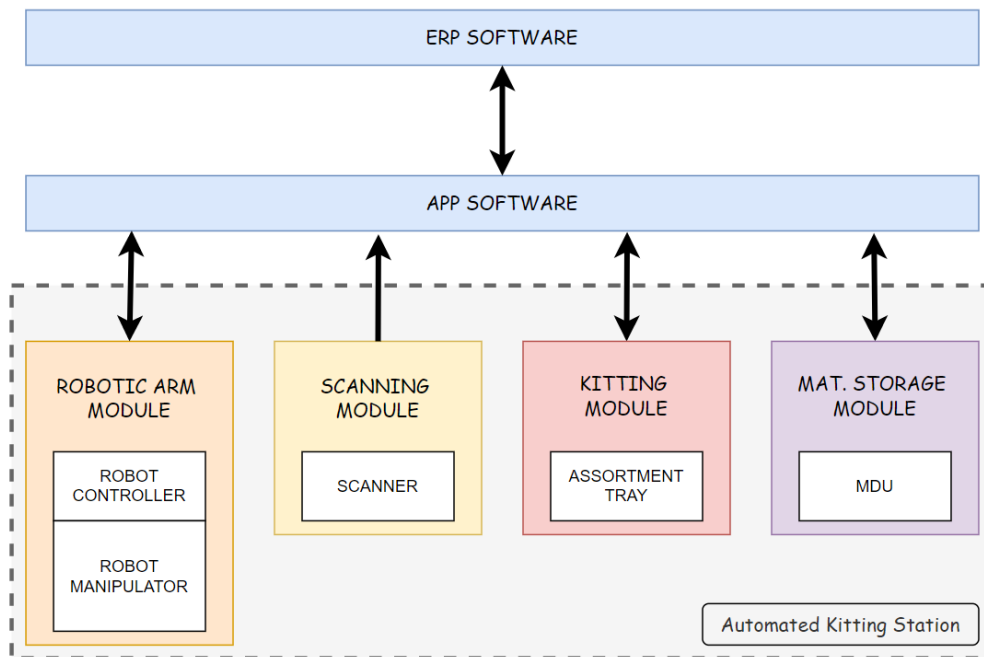 ERP SOFTWARE
APP SOFTWARE
ROBOTIC ARM
MODULE
ROBOT
CONTROLLER
ROBOT
MANIPULATOR
SCANNING
MODULE
SCANNER
KITTING
MODULE
ASSORTMENT
TRAY
MAT. STORAGE
MODULE
MDU
Automated Kitting Station